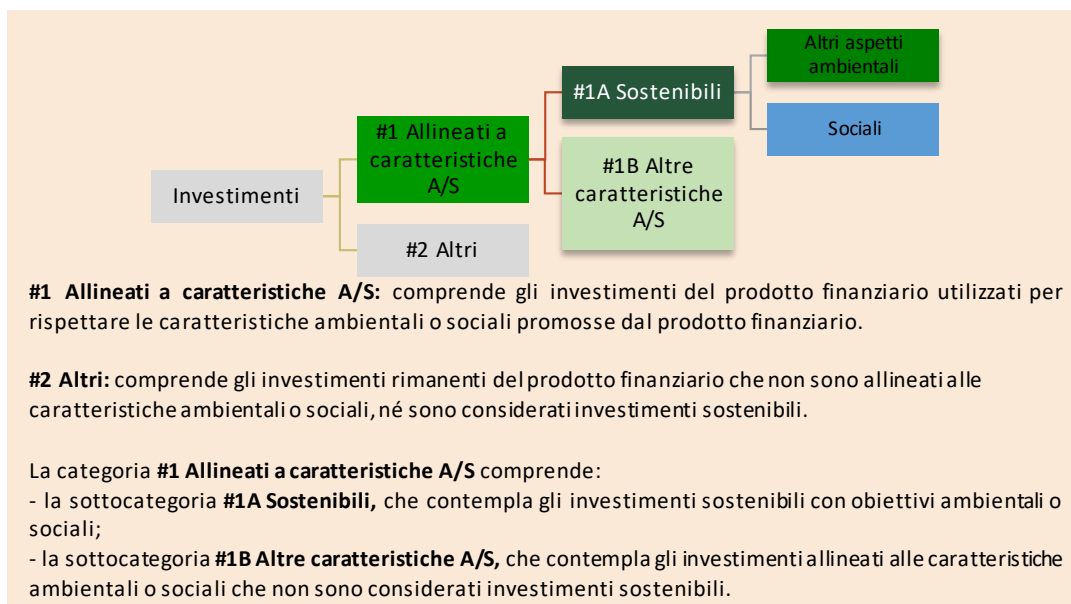 Altri aspetti
ambientali
#1A Sostenibili
Sociali
#1 Allineati a
caratteristiche
A/S
#1B Altre
caratteristiche
A/S
Investimenti
#2 Altri
#1 Allineati a caratteristiche A/S: comprende gli investimenti del prodotto finanziario utilizzati per
rispettare le caratteristiche ambientali o sociali promosse dal prodotto finanziario.
#2 Altri: comprende gli investimenti rimanenti del prodotto finanziario che non sono allineati alle
caratteristiche ambientali o sociali, né sono considerati investimenti sostenibili.
La categoria #1 Allineati a caratteristiche A/S comprende:
- la sottocategoria #1A Sostenibili, che contempla gli investimenti sostenibili con obiettivi ambientali o
sociali;
- la sottocategoria #1B Altre caratteristiche A/S, che contempla gli investimenti allineati alle caratteristiche
ambientali o sociali che non sono considerati investimenti sostenibili.